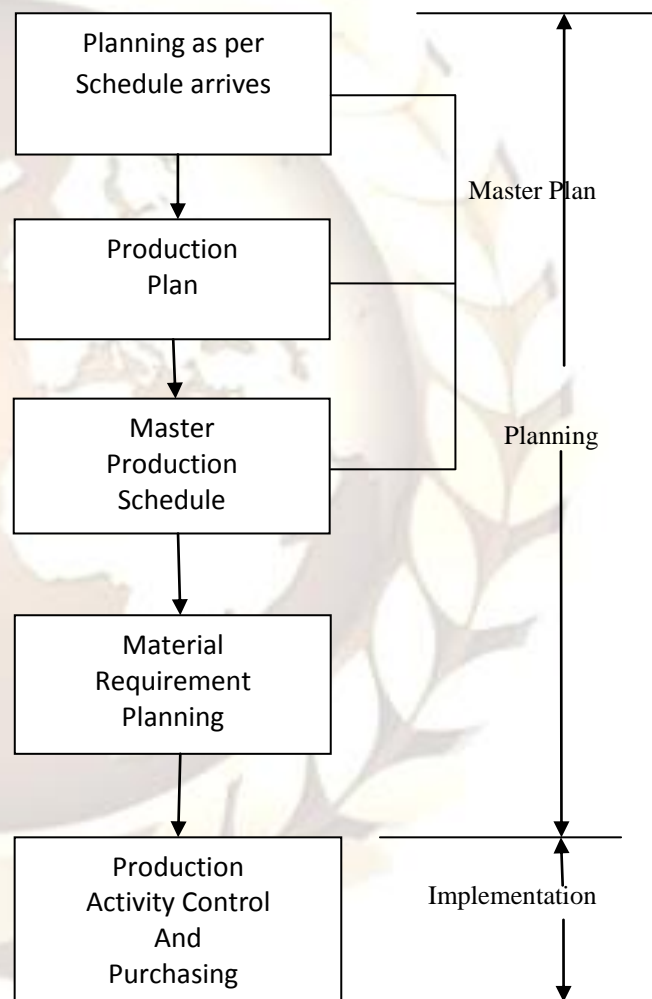 Planning as per
Schedule arrives
Master Plan
Production
Plan
Master
Production
Schedule
Planning
Material
Requirement
Planning
Production
Activity Control
And
Purchasing
Implementation